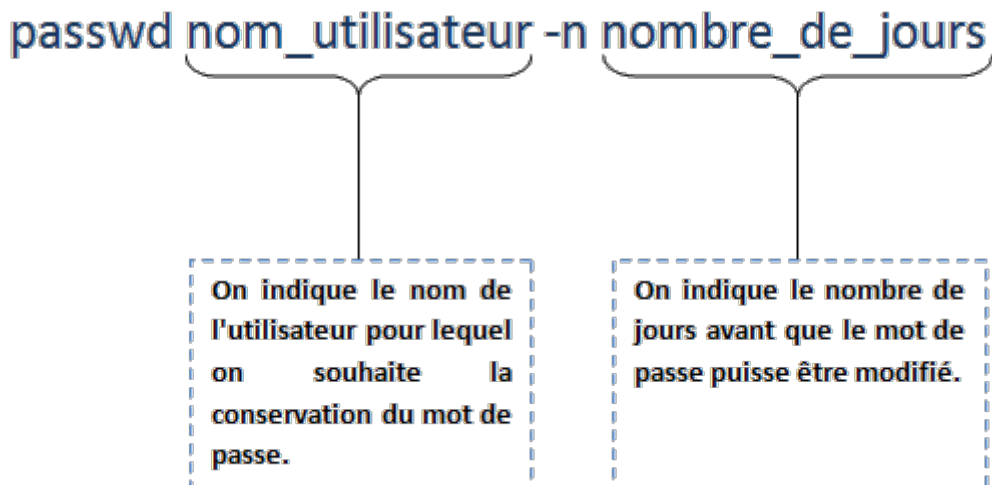 passwd nom_utilisateur -n nombre_de_jours
On indique le nom de
l'utilisateur pour lequel
on souhaite la
conservation du mot de
passe.
On indique le nombre de
jours avant que le mot de
passe puisse être modifié.